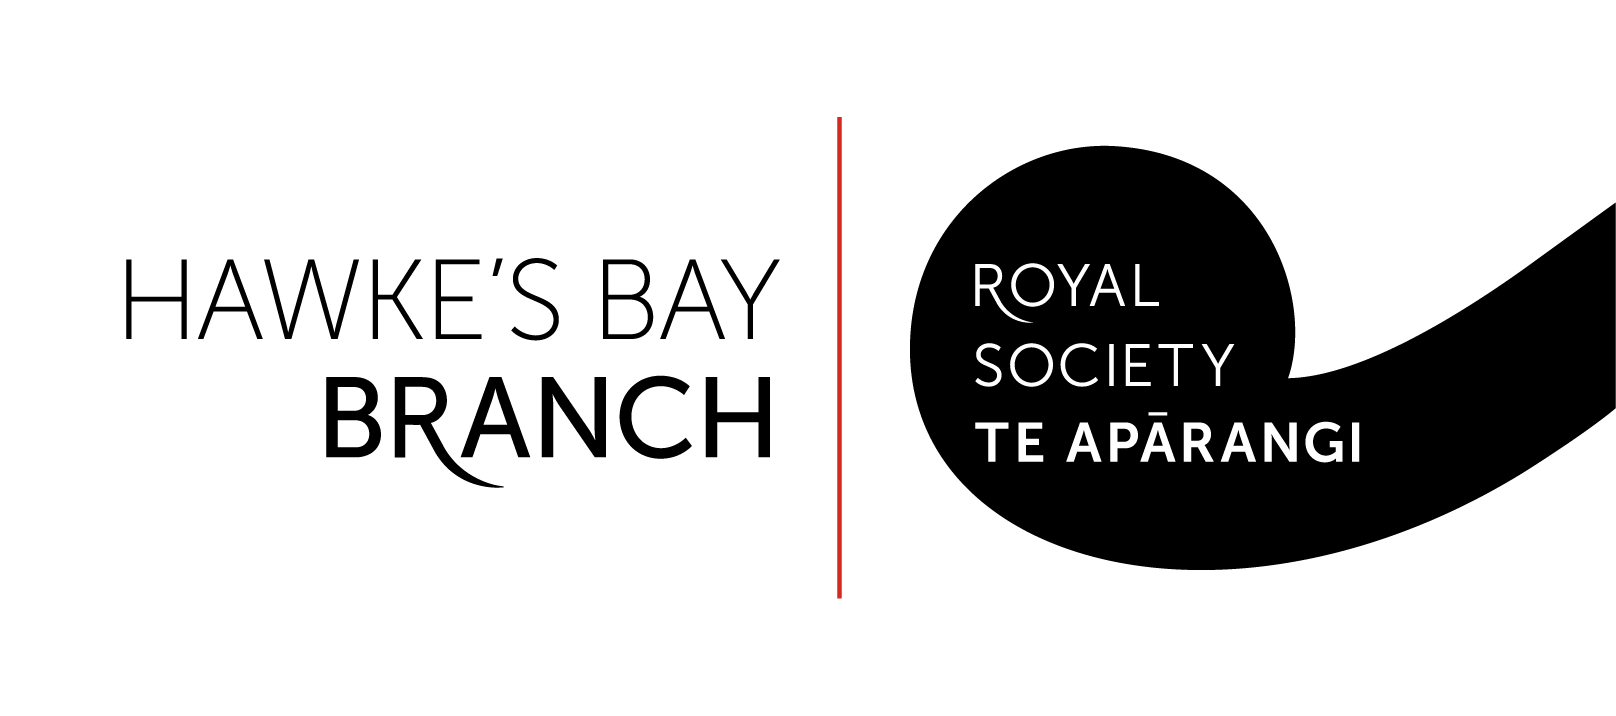 HAWKE’S BAY
BRANCH
ROYAL
SOCIETY
TE APĀRANGI